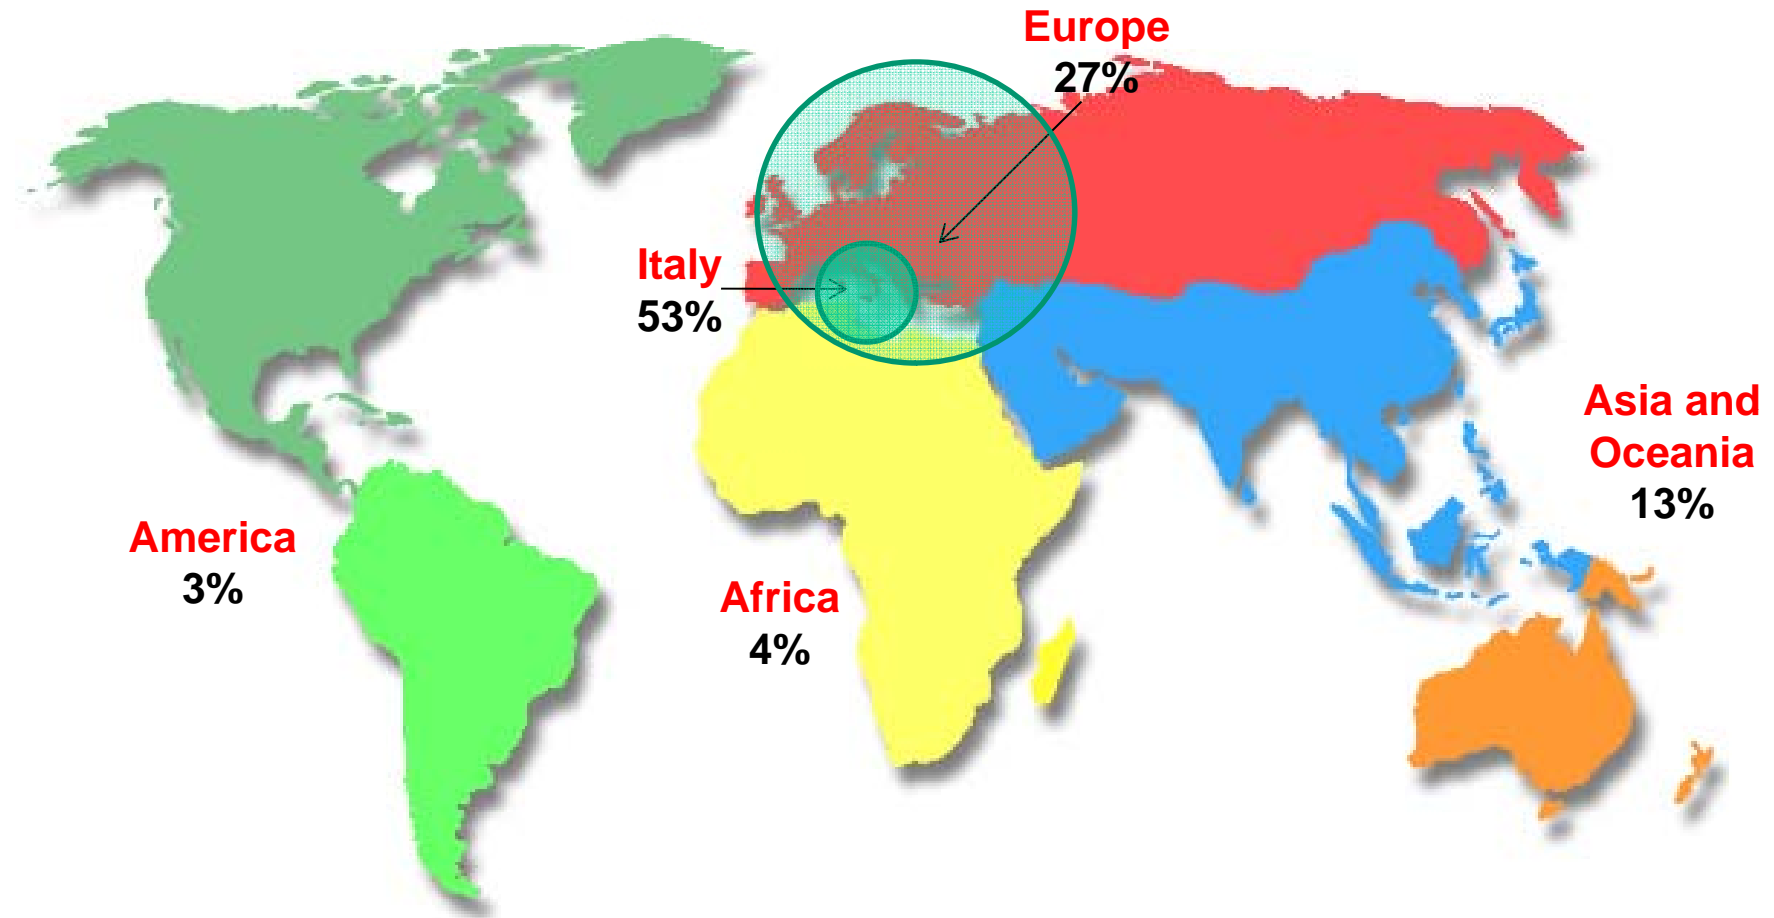 Europe
27%
Italy
53%
Asia and
Oceania
13%
America
3%
Africa
4%